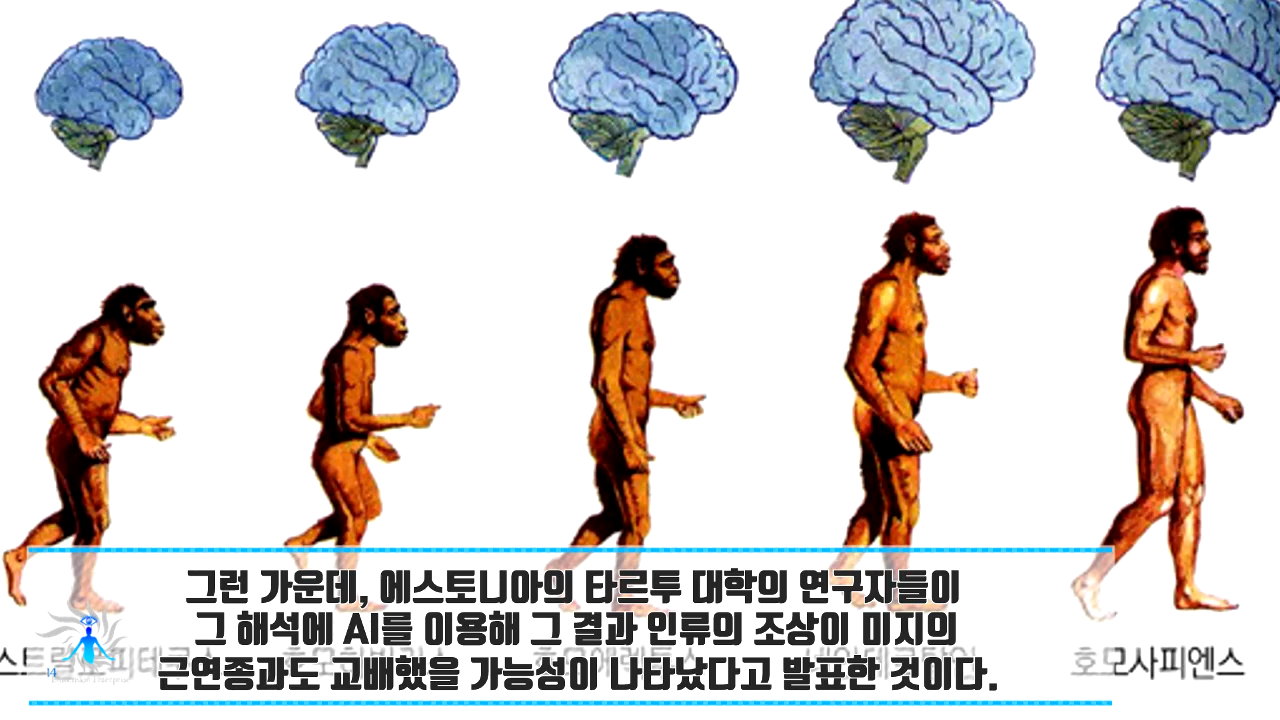 그런 가운데, 에스토니아의 타르투 대학의 연구자들이
그 해석에 AI를 이용해 그 결과 인류의 조상이 미지의
근연종과도 교배했을 가능성이 나타났다고 발표한 것이다.
호모사피엔스